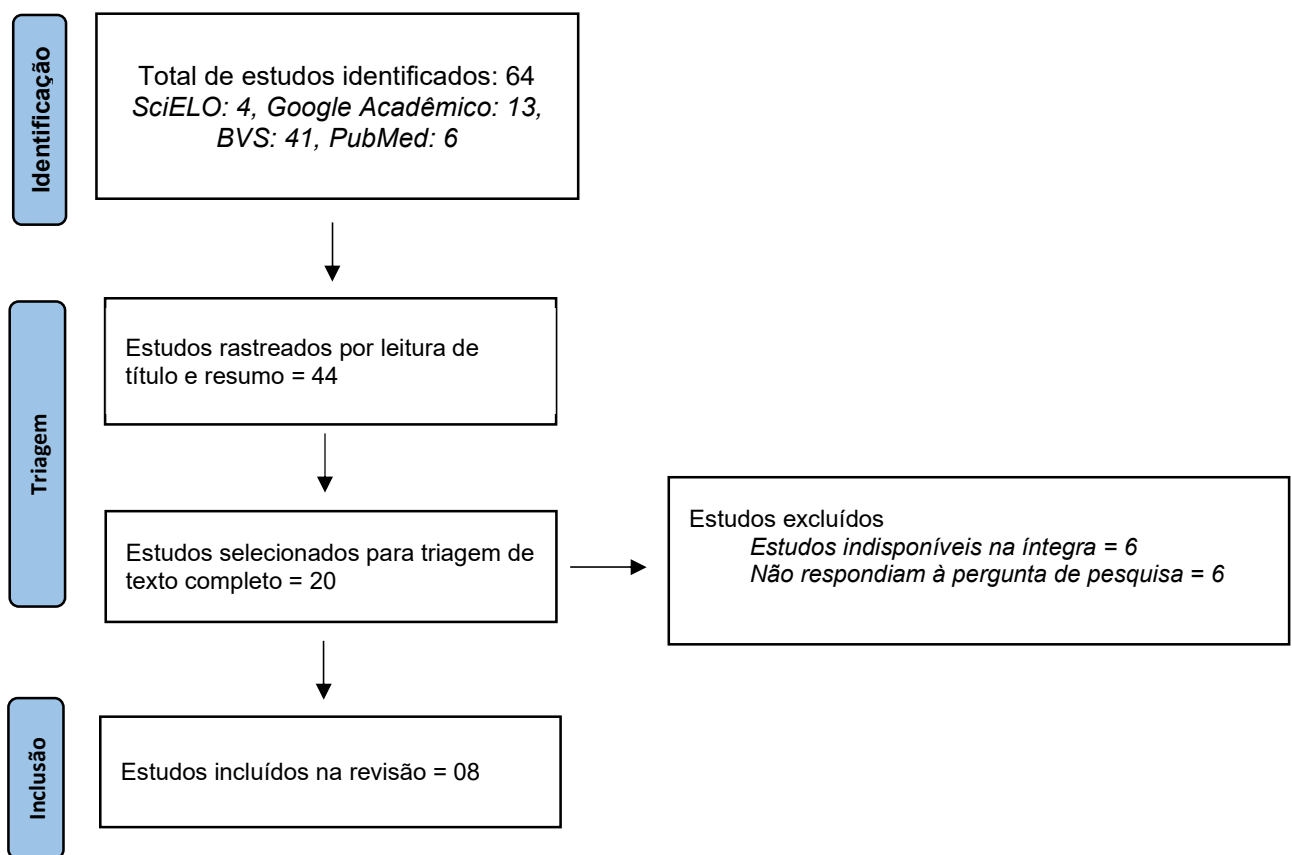 Identificação
Total de estudos identificados: 64
SciELO: 4, Google Acadêmico: 13,
BVS: 41, PubMed: 6
Triagem
Estudos rastreados por leitura de
título e resumo = 44
Estudos selecionados para triagem de
texto completo = 20
Estudos excluídos
Estudos indisponíveis na íntegra = 6
Não respondiam à pergunta de pesquisa = 6
Inclusão
Estudos incluídos na revisão = 08